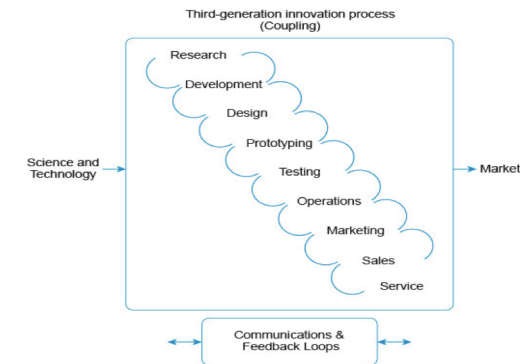 Third-generation innovation process
(Coupling)
Research
Development
Design
Prototyping
Science and
Technology
Testing
Market
Operations
Marketing
Sales
Service
Communications &
Feedback Loops